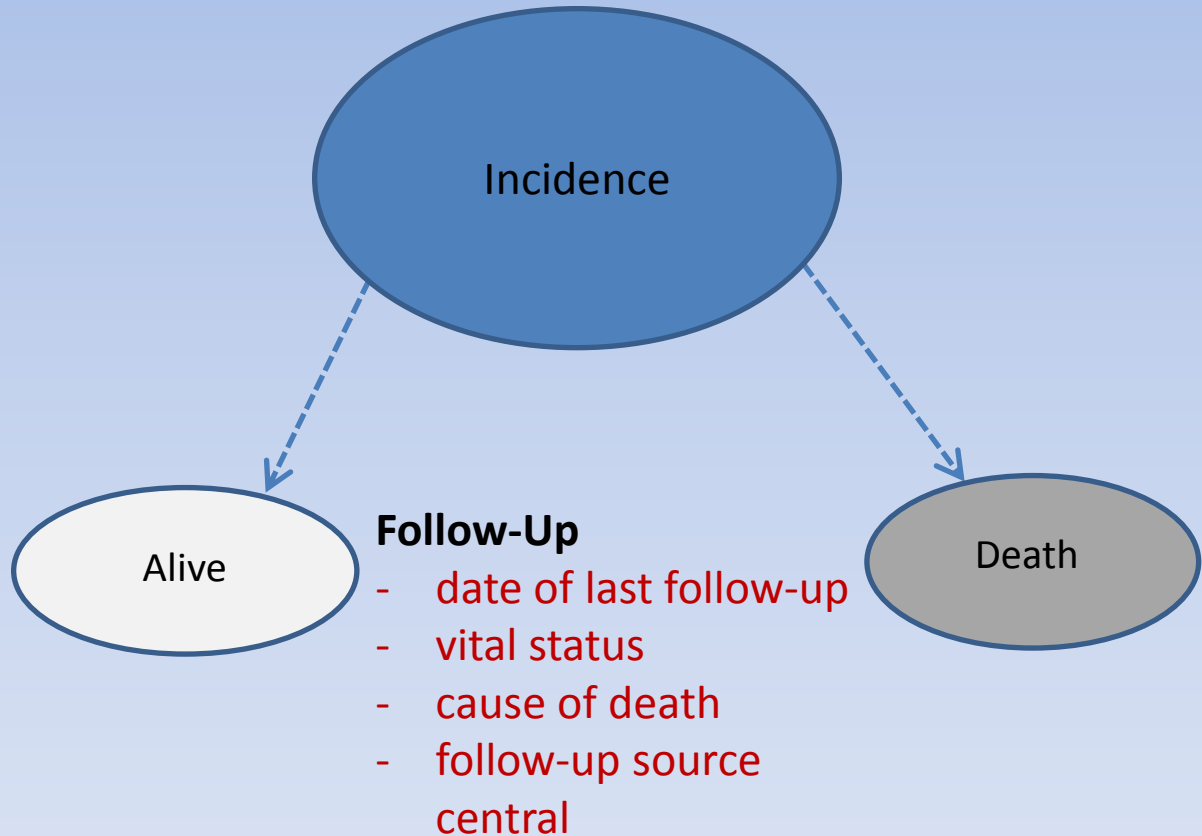 Incidence
Alive
Follow-Up
- date of last follow-up
- vital status
- cause of death
- follow-up source
central
Death